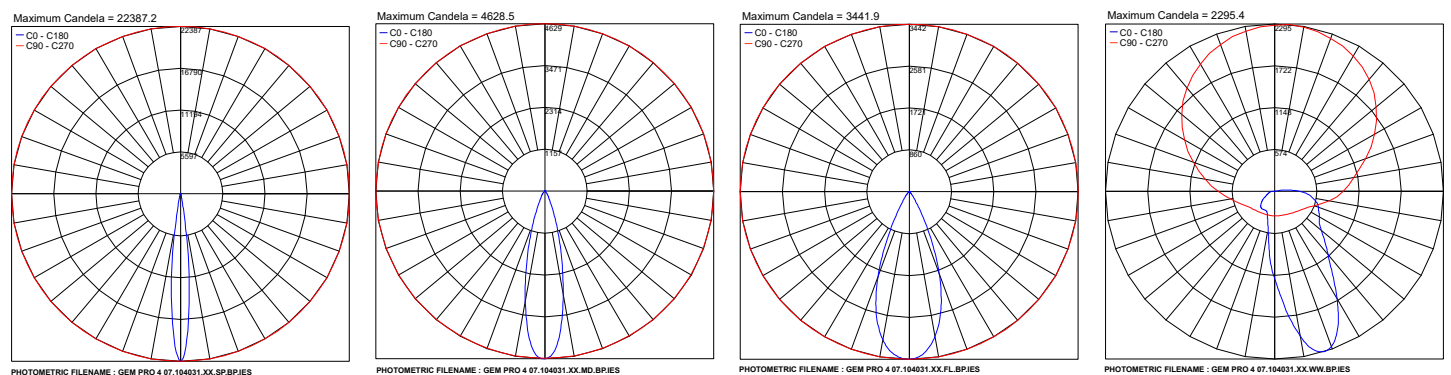 Maximum Candela = 22387.2
C0 - C180
C90 - C270
22387
16790
11194
5597
PHOTOMETRIC FILENAME : GEM PRO 4 07.104031.XX.SP.BP.IES
Maximum Candela = 4628.5
C0 - C180
C90 - C270
4629
3471
2314
1157
PHOTOMETRIC FILENAME : GEM PRO 4 07.104031.XX.MD.BP.IES
Maximum Candela = 3441.9
C0 - C180
C90 - C270
3442
2581
1721
860
PHOTOMETRIC FILENAME : GEM PRO 4 07.104031.XX.FL.BP.IES
Maximum Candela = 2295.4
C0 - C180
C90 - C270
2295
1722
1148
574
PHOTOMETRIC FILENAME : GEM PRO 4 07.104031.XX.WW.BP.IES